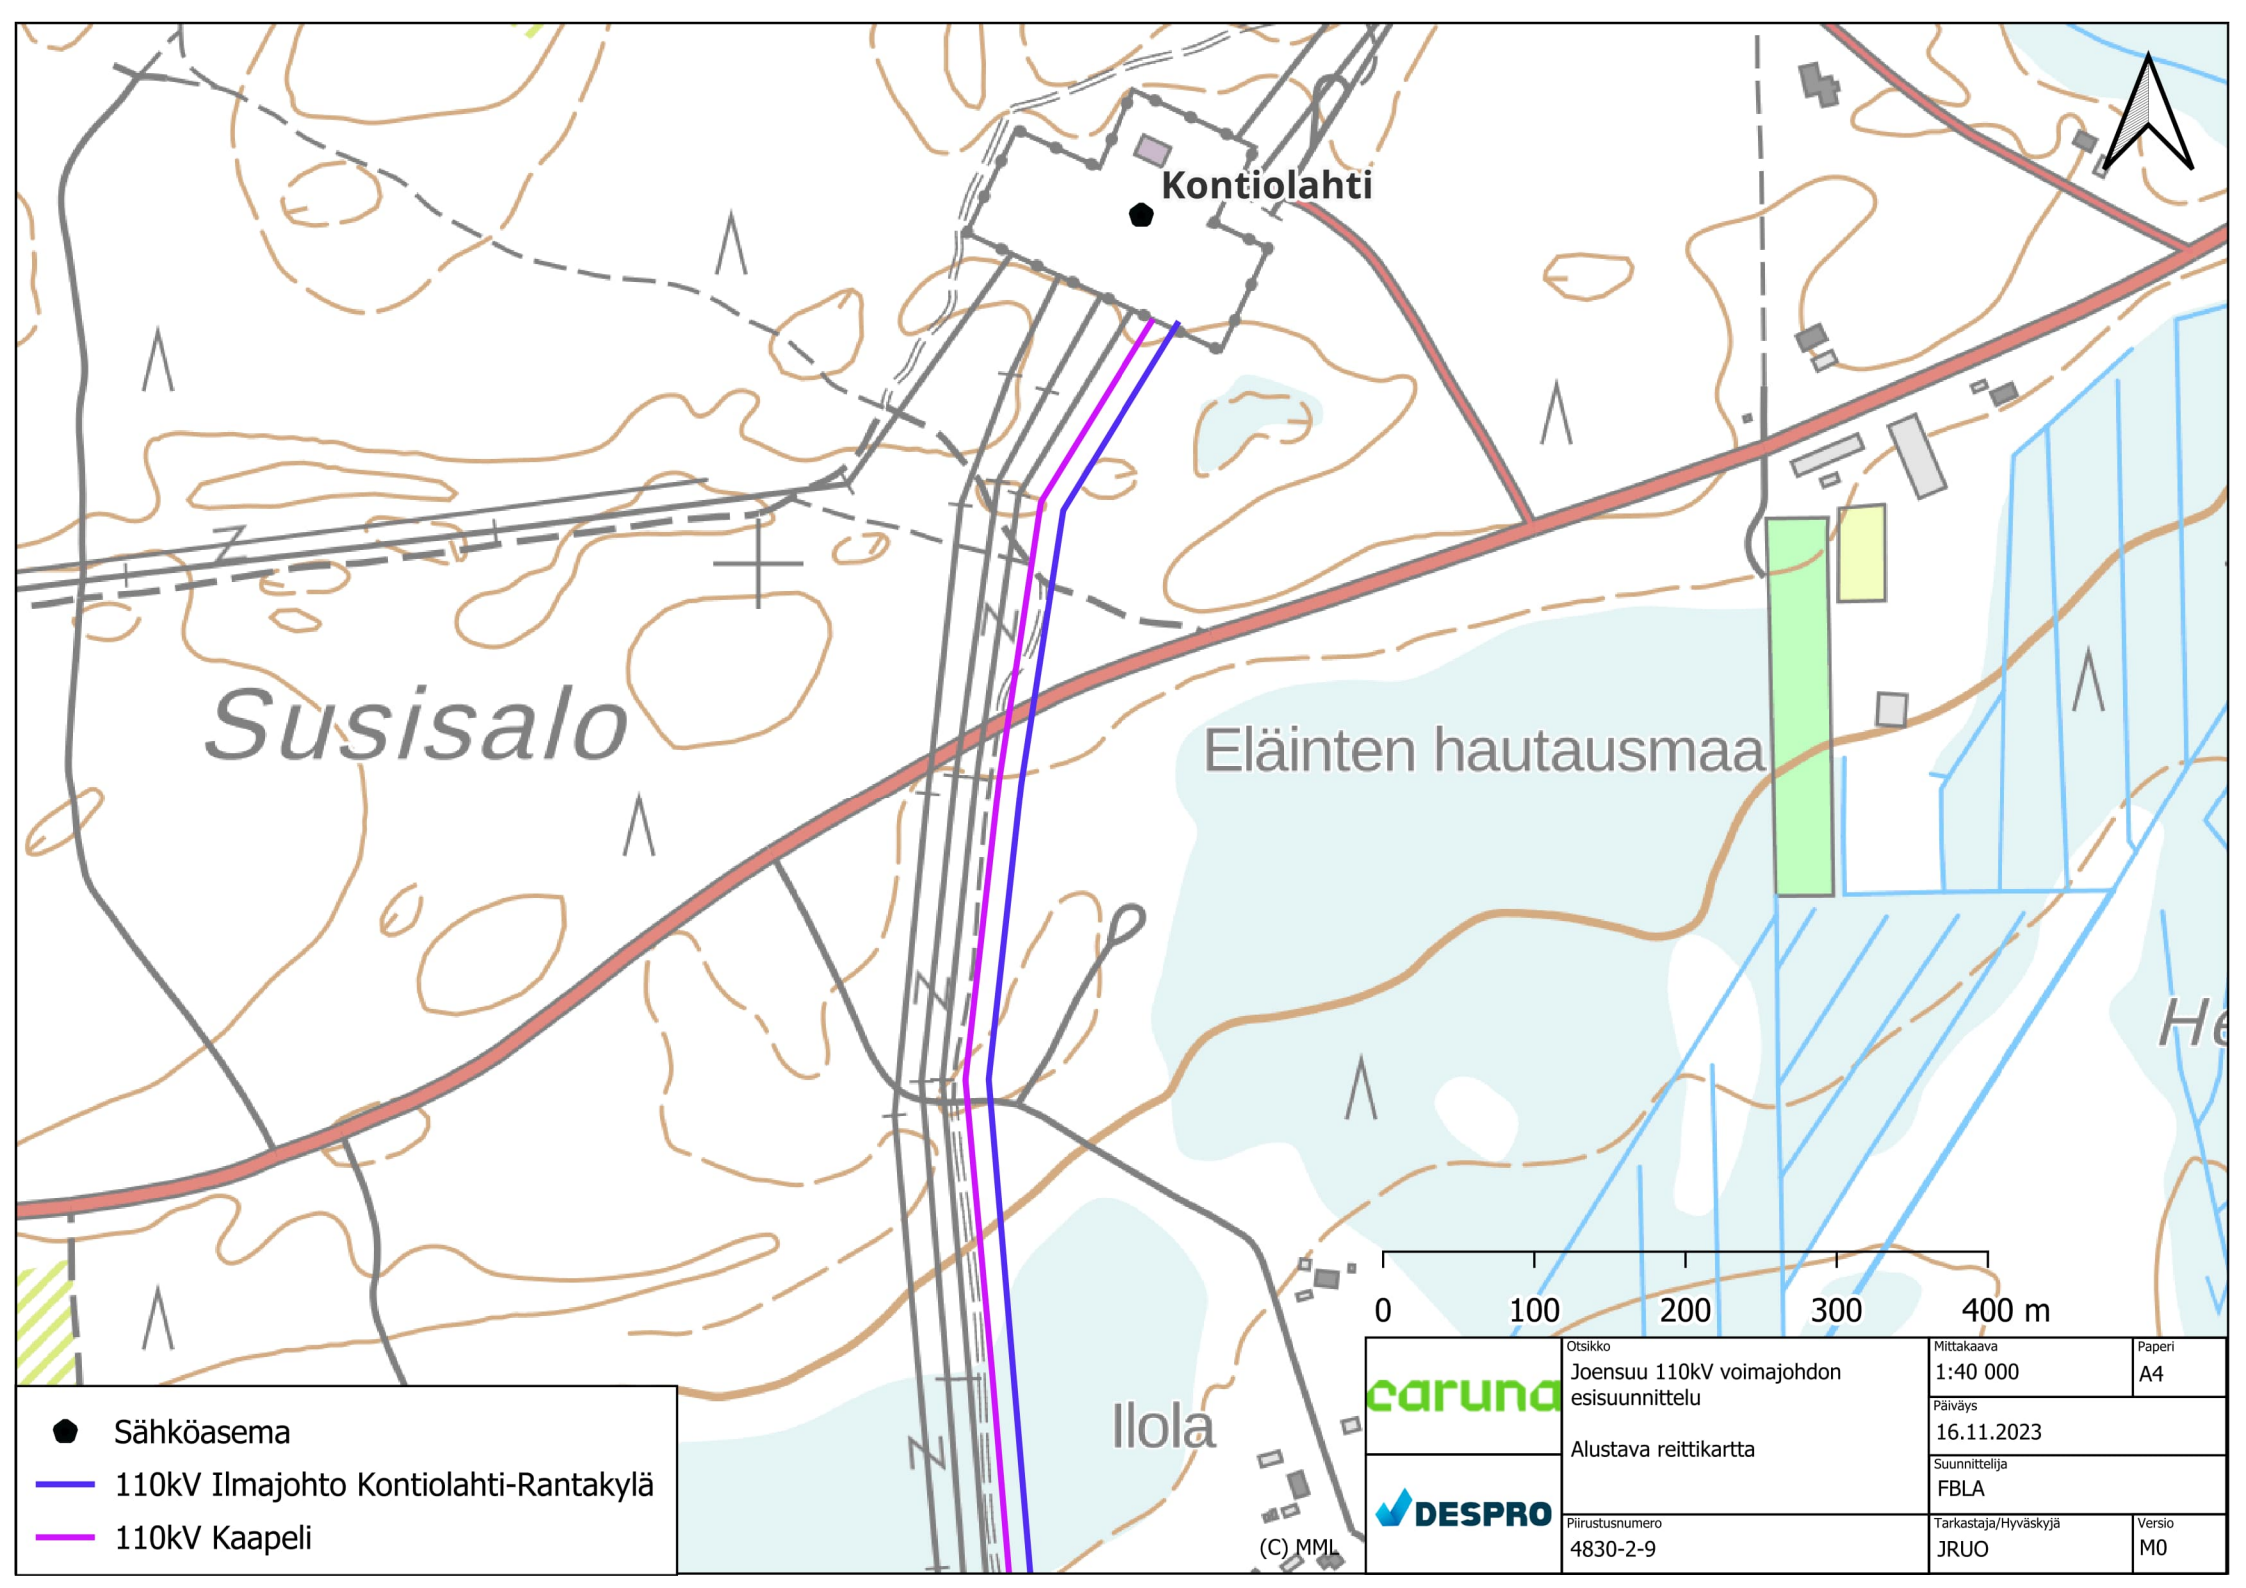 Kontiolahti
Susisalo
Eläinten hautausmaa
He
Ilola
0 100 200 300 400 m
(C) MML
Sähköasema
110kV Ilmajohto Kontiolahti-Rantakylä
110kV Kaapeli
caruna
DESPRO
Otsikko
Joensuu 110kV voimajohdon
esisuunnittelu
Alustava reittikartta
Piirustusnumero
4830-2-9
Mittakaava
1:40 000
Paperi
A4
Päiväys
16.11.2023
Suunnittelija
FBLA
Tarkastaja/Hyväskyjä
JRUO
Versio
M0